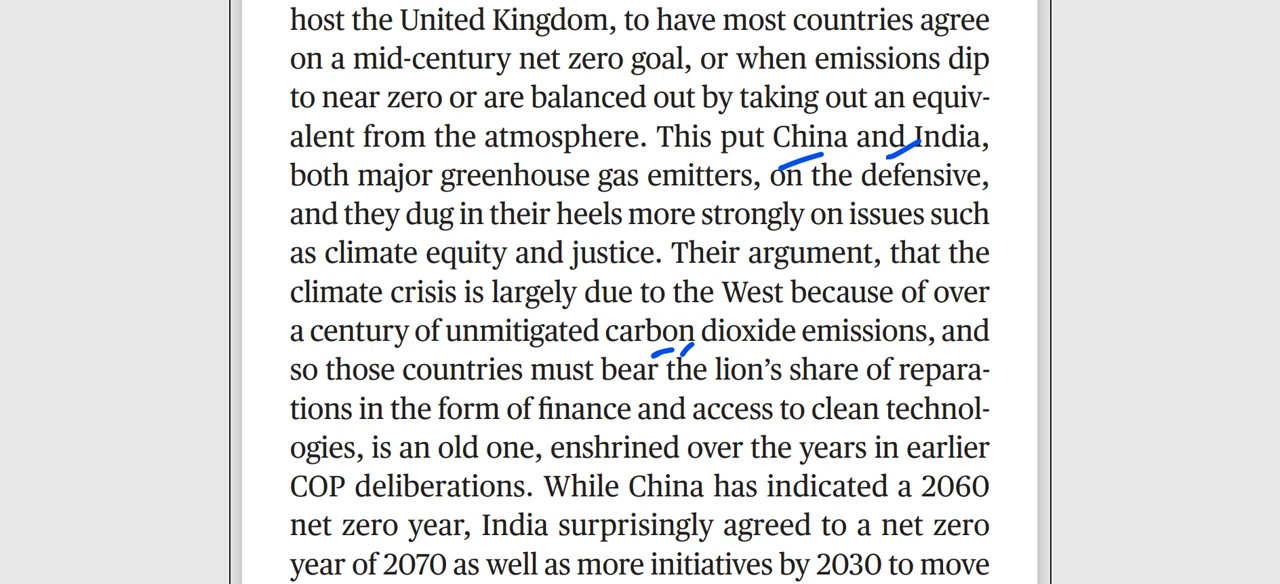 host the United Kingdom, to have most countries agree
on a mid-century net zero goal, or when emissions dip
to near zero or are balanced out by taking out an equiv-
alent from the atmosphere. This put China and India,
both major greenhouse gas emitters, on the defensive,
and they dug in their heels more strongly on issues such
as climate equity and justice. Their argument, that the
climate crisis is largely due to the West because of over
a century of unmitigated carbon dioxide emissions, and
so those countries must bear the lion’s share of repara-
tions in the form of finance and access to clean technol-
ogies, is an old one, enshrined over the years in earlier
COP deliberations. While China has indicated a 2060
net zero year, India surprisingly agreed to a net zero
year of 2070 as well as more initiatives by 2030 to move